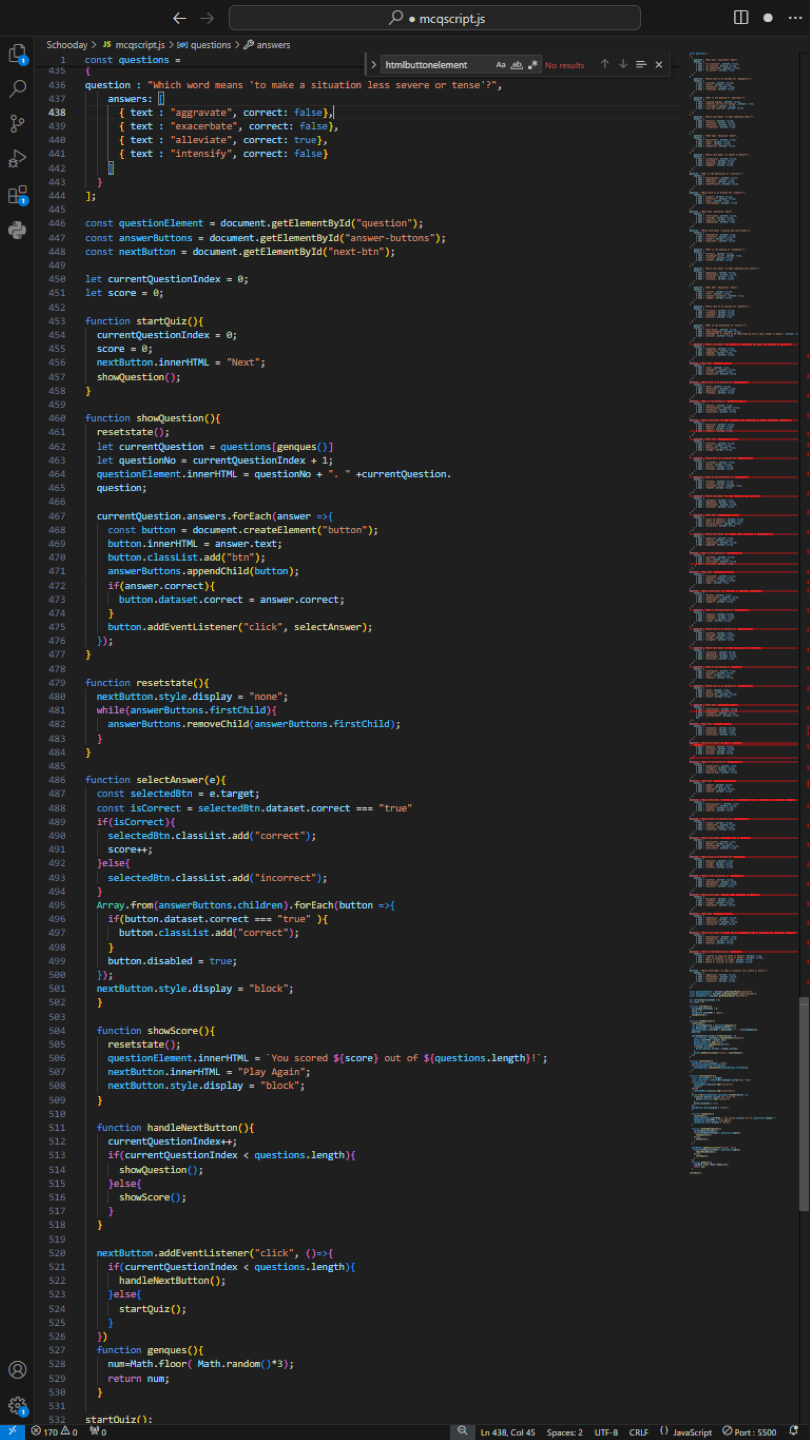 mcqscript.js
Schooday > JS mcqscript.js > questions > answers
htmlbuttonelement Aa ab .* No results
1 const questions =
435 {
436 question : "Which word means 'to make a situation less severe or tense'?",
437 answers: [
438 { text : "aggravate", correct: false},
439 { text : "exacerbate", correct: false},
440 { text : "alleviate", correct: true},
441 { text : "intensify", correct: false}
442 ]
443 }
444 ];
445
446 const questionElement = document.getElementById("question");
447 const answerButtons = document.getElementById("answer-buttons");
448 const nextButton = document.getElementById("next-btn");
449
450 let currentQuestionIndex = 0;
451 let score = 0;
452
453 function startQuiz(){
454 currentQuestionIndex = 0;
455 score = 0;
456 nextButton.innerHTML = "Next";
457 showQuestion();
458 }
459
460 function showQuestion(){
461 resetstate();
462 let currentQuestion = questions[genques()]
463 let questionNo = currentQuestionIndex + 1;
464 questionElement.innerHTML = questionNo + ". " +currentQuestion.
465 question;
466
467 currentQuestion.answers.forEach(answer =>{
468 const button = document.createElement("button");
469 button.innerHTML = answer.text;
470 button.classList.add("btn");
471 answerButtons.appendChild(button);
472 if(answer.correct){
473 button.dataset.correct = answer.correct;
474 }
475 button.addEventListener("click", selectAnswer);
476 });
477 }
478
479 function resetstate(){
480 nextButton.style.display = "none";
481 while(answerButtons.firstChild){
482 answerButtons.removeChild(answerButtons.firstChild);
483 }
484 }
485
486 function selectAnswer(e){
487 const selectedBtn = e.target;
488 const isCorrect = selectedBtn.dataset.correct === "true"
489 if(isCorrect){
490 selectedBtn.classList.add("correct");
491 score++;
492 }else{
493 selectedBtn.classList.add("incorrect");
494 }
495 Array.from(answerButtons.children).forEach(button =>{
496 if(button.dataset.correct === "true" ){
497 button.classList.add("correct");
498 }
499 button.disabled = true;
500 });
501 nextButton.style.display = "block";
502 }
503
504 function showScore(){
505 resetstate();
506 questionElement.innerHTML = `You scored ${score} out of ${questions.length}!`;
507 nextButton.innerHTML = "Play Again";
508 nextButton.style.display = "block";
509 }
510
511 function handleNextButton(){
512 currentQuestionIndex++;
513 if(currentQuestionIndex < questions.length){
514 showQuestion();
515 }else{
516 showScore();
517 }
518 }
519
520 nextButton.addEventListener("click", ()=>{
521 if(currentQuestionIndex < questions.length){
522 handleNextButton();
523 }else{
524 startQuiz();
525 }
526 })
527 function genques(){
528 num=Math.floor( Math.random()*3);
529 return num;
530 }
531
532 startQuiz();
170 0 0 Ln 438, Col 45 Spaces: 2 UTF-8 CRLF {} JavaScript Port : 5500